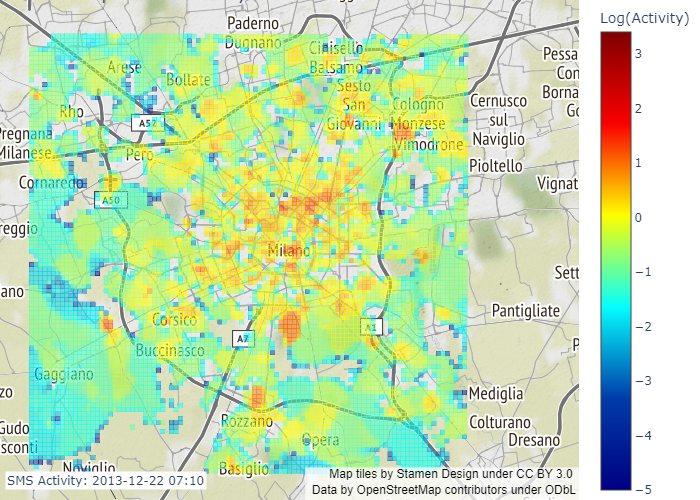 Log(Activity)
Paderno
Dugnano
Cinisello
Balsamo
Arese
Bollate
Sesto
San
Giovanni
Cologno
Monzese
Vimodrone
Cernusco
sul
Naviglio
Pioltello
Pessa
Con
Borna
Go
Vignat
Rho
A52
Pregnana
Milanese
Pero
Cornaredo
A50
reggio
Milano
Sett
ano
Pantigliate
P
Corsico
A7
A1
Buccinasco
Gaggiano
zo
Mediglia
Rozzano
Colturano
Dresano
Gudo
sconti
Opera
Noviglio
Basiglio
3
2
1
0
−1
−2
−3
−4
−5
SMS Activity: 2013-12-22 07:10
Map tiles by Stamen Design under CC BY 3.0
Data by OpenStreetMap contributors under ODbL